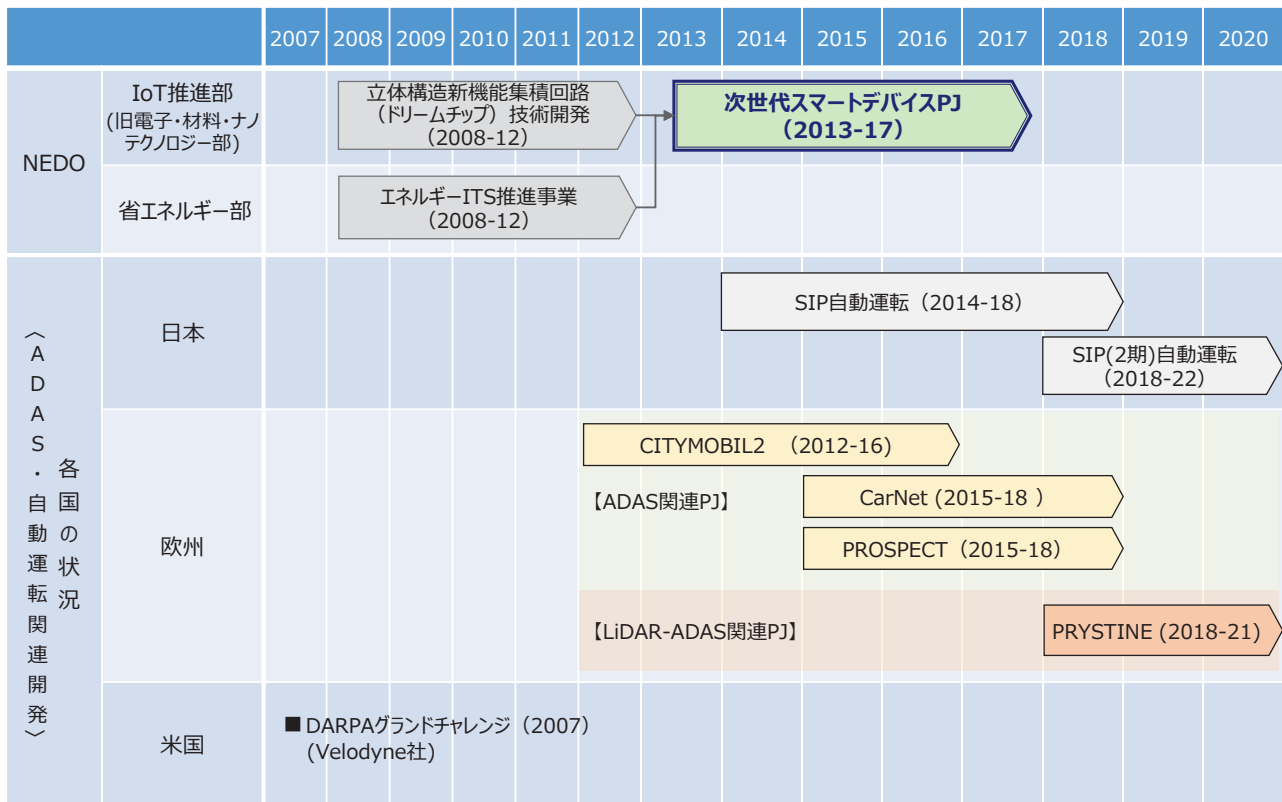 2007 2008 2009 2010 2011 2012 2013 2014 2015 2016 2017 2018 2019 2020
NEDO
IoT推進部
(旧電子・材料・ナノ
テクノロジー部)
立体構造新機能集積回路
（ドリームチップ）技術開発
（2008-12）
次世代スマートデバイスPJ
（2013-17）
省エネルギー部
エネルギーITS推進事業
（2008-12）
各国の状況
〈ADAS・自動運転関連開発〉
日本
SIP自動運転（2014-18）
SIP(2期)自動運転
（2018-22）
欧州
CITYMOBIL2 （2012-16)
【ADAS関連PJ】
CarNet (2015-18 ）
PROSPECT（2015-18）
【LiDAR-ADAS関連PJ】
PRYSTINE (2018-21)
米国
■ DARPAグランドチャレンジ（2007）
(Velodyne社)